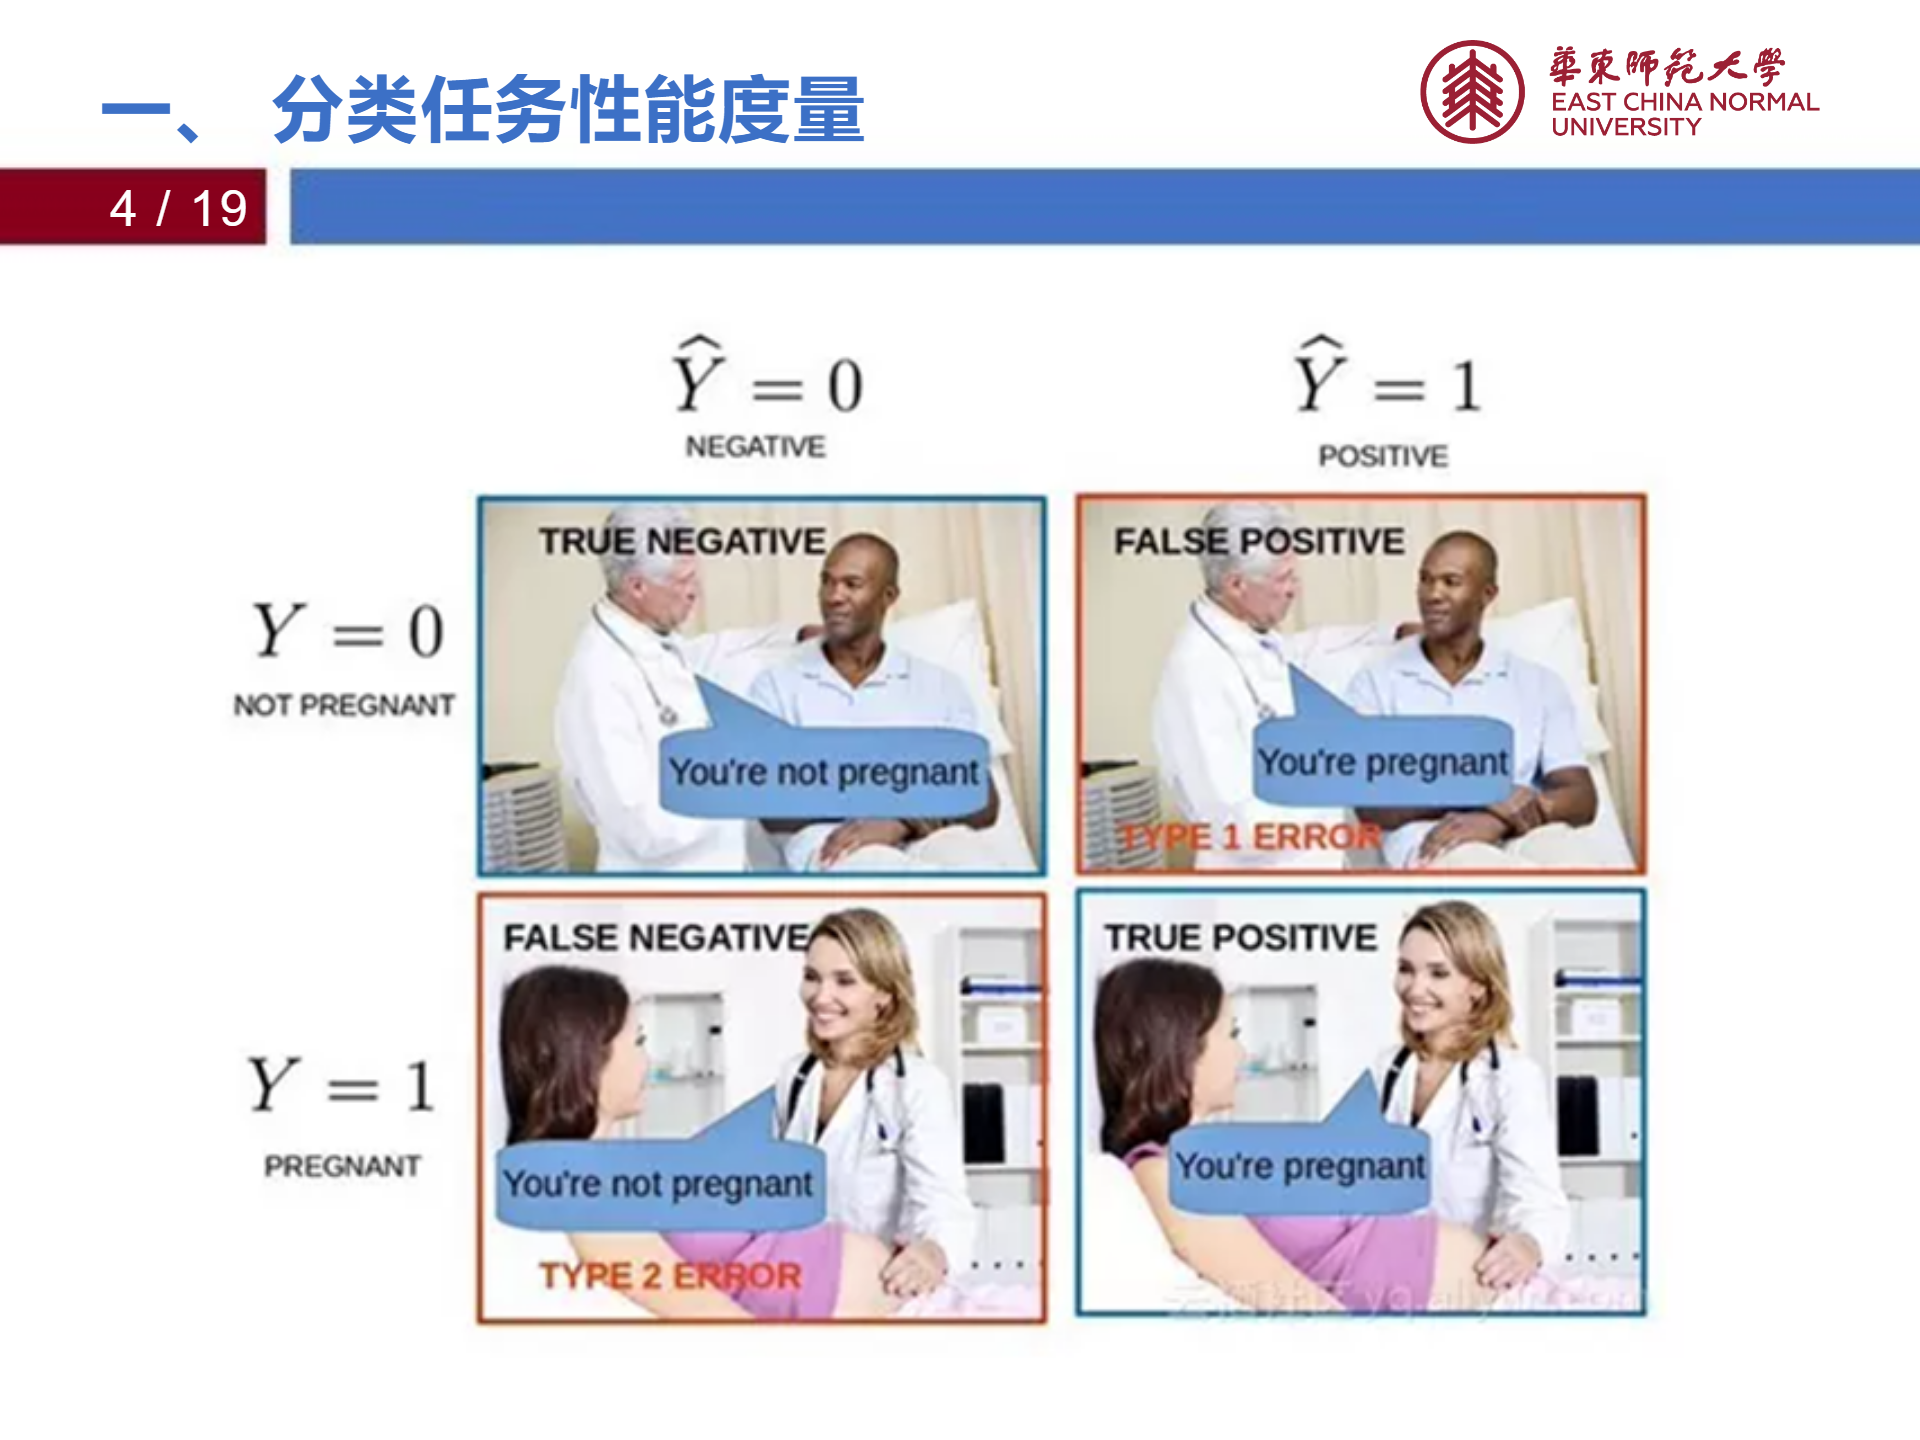 一、 分类任务性能度量
華東師範大學
EAST CHINA NORMAL
UNIVERSITY
4 / 19
Ŷ = 0
Ŷ = 1
NEGATIVE
POSITIVE
TRUE NEGATIVE
FALSE POSITIVE
Y = 0
NOT PREGNANT
You're not pregnant
You're pregnant
TYPE 1 ERROR
FALSE NEGATIVE
TRUE POSITIVE
Y = 1
PREGNANT
You're not pregnant
You're pregnant
TYPE 2 ERROR